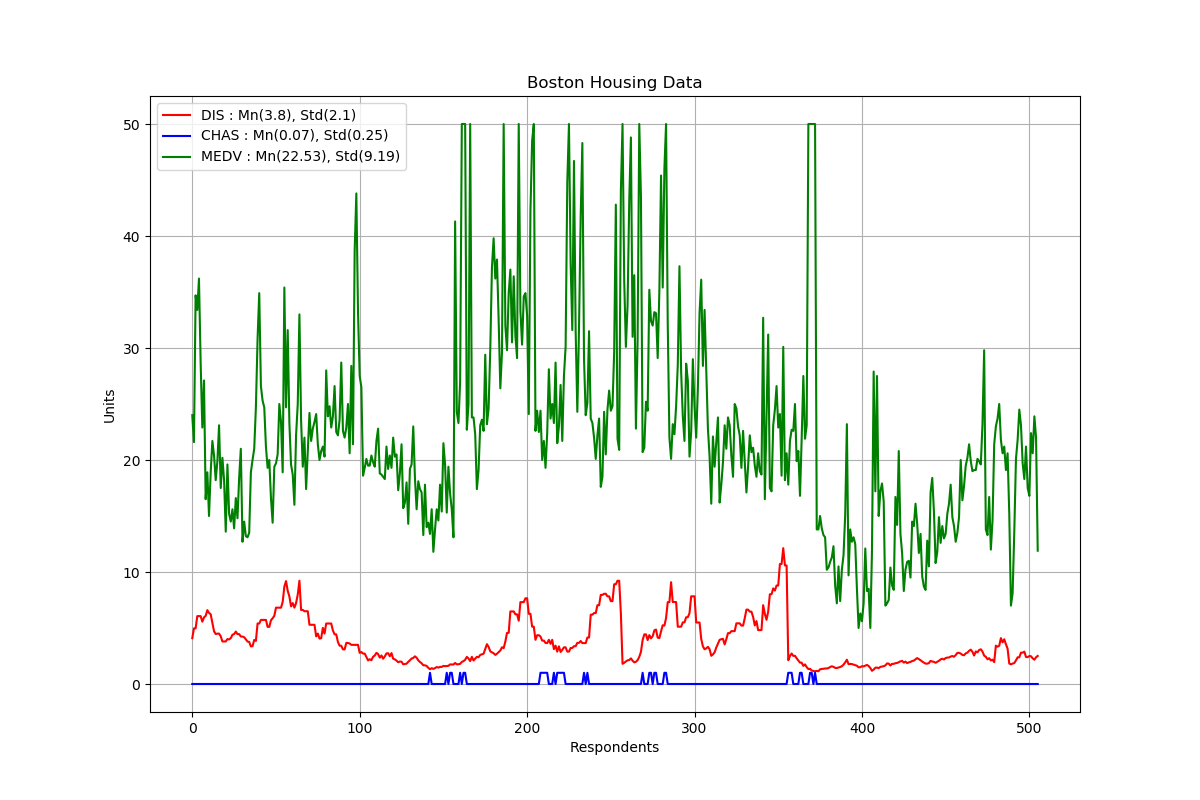 Boston Housing Data
DIS : Mn(3.8), Std(2.1)
CHAS : Mn(0.07), Std(0.25)
MEDV : Mn(22.53), Std(9.19)
50
40
30
20
10
0
Units
0 100 200 300 400 500
Respondents